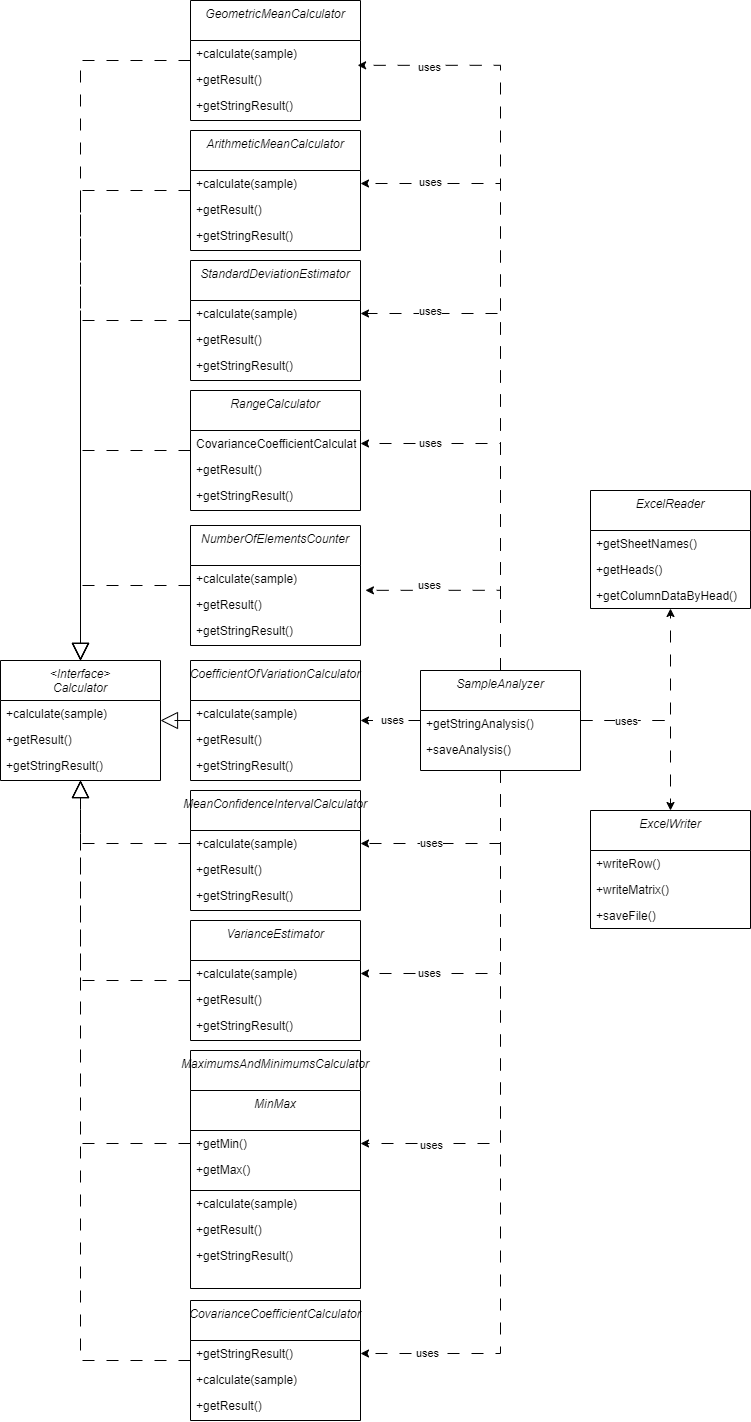 GeometricMeanCalculator
+calculate(sample)
+getResult()
+getStringResult()
uses
ArithmeticMeanCalculator
+calculate(sample)
+getResult()
+getStringResult()
uses
StandardDeviationEstimator
+calculate(sample)
+getResult()
+getStringResult()
uses
RangeCalculator
CovarianceCoefficientCalculat
+getResult()
+getStringResult()
uses
NumberOfElementsCounter
+calculate(sample)
+getResult()
+getStringResult()
uses
ExcelReader
+getSheetNames()
+getHeads()
+getColumnDataByHead()
<Interface>
Calculator
+calculate(sample)
+getResult()
+getStringResult()
CoefficientOfVariationCalculator
+calculate(sample)
+getResult()
+getStringResult()
uses
SampleAnalyzer
+getStringAnalysis()
+saveAnalysis()
uses
MeanConfidenceIntervalCalculator
+calculate(sample)
+getResult()
+getStringResult()
uses
ExcelWriter
+writeRow()
+writeMatrix()
+saveFile()
VarianceEstimator
+calculate(sample)
+getResult()
+getStringResult()
uses
MaximumsAndMinimumsCalculator
MinMax
+getMin()
+getMax()
+calculate(sample)
+getResult()
+getStringResult()
uses
CovarianceCoefficientCalculator
+getStringResult()
+calculate(sample)
+getResult()
uses